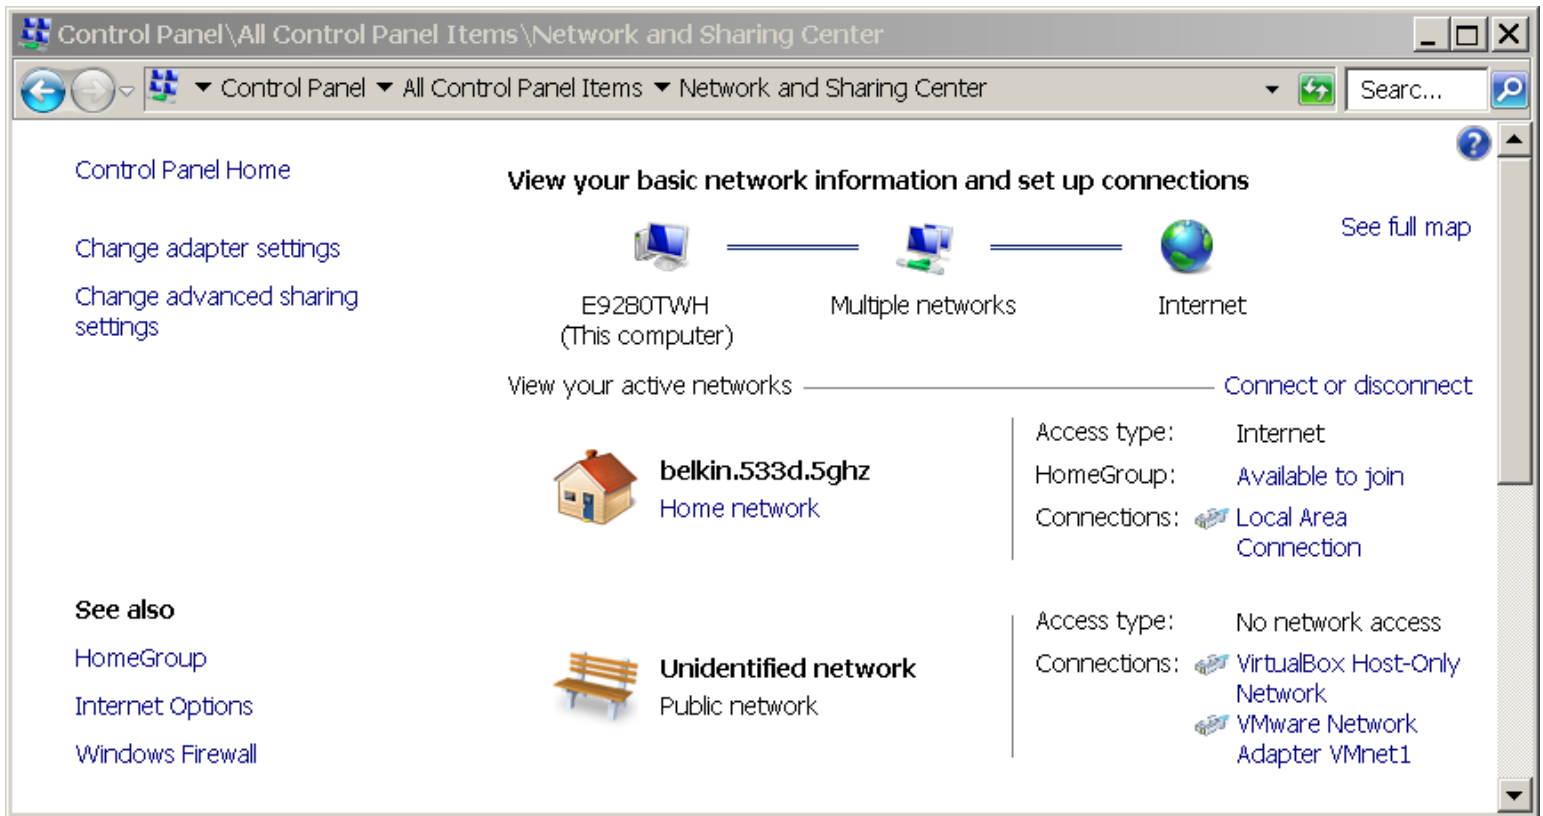 Control Panel\All Control Panel Items\Network and Sharing Center
Control Panel All Control Panel Items Network and Sharing Center
Searc...
Control Panel Home
Change adapter settings
Change advanced sharing
settings
See also
HomeGroup
Internet Options
Windows Firewall
View your basic network information and set up connections
See full map
E9280TWH
(This computer)
Multiple networks
Internet
View your active networks
Connect or disconnect
belkin.533d.5ghz
Home network
Access type: Internet
HomeGroup: Available to join
Connections: Local Area
Connection
Unidentified network
Public network
Access type: No network access
Connections: VirtualBox Host-Only
Network
VMware Network
Adapter VMnet1